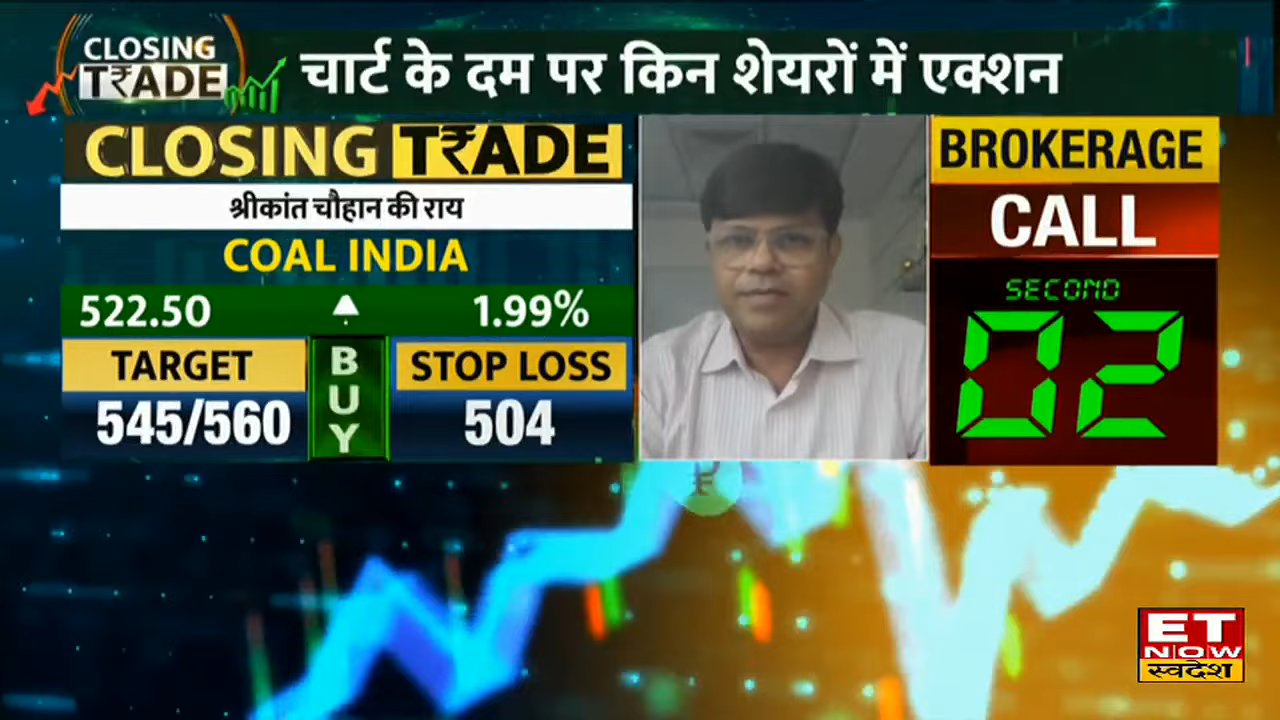 CLOSING
TRADE
चार्ट के दम पर किन शेयरों में एक्शन
CLOSING T₹ADE
श्रीकांत चौहान की राय
COAL INDIA
522.50 ▲ 1.99%
TARGET
545/560
BUY
STOP LOSS
504
BROKERAGE
CALL
SECOND
02
₹
ET
NOW
स्वदेश